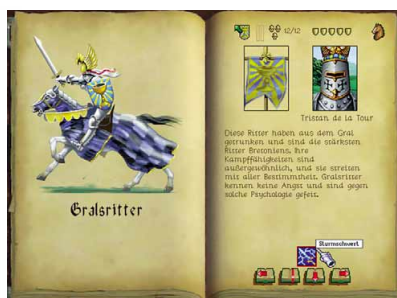 Gralsritter
12/12
Tristan de la Tour
Diese Ritter haben aus dem Gral
getrunken und sind die stärksten
Ritter Bretoniens. Ihre
Kampffähigkeiten sind
außergewöhnlich, und sie streiten
mit aller Bestimmtheit. Gralsritter
kennen keine Angst und sind gegen
solche Psychologie gefeit.
Sturmschwert